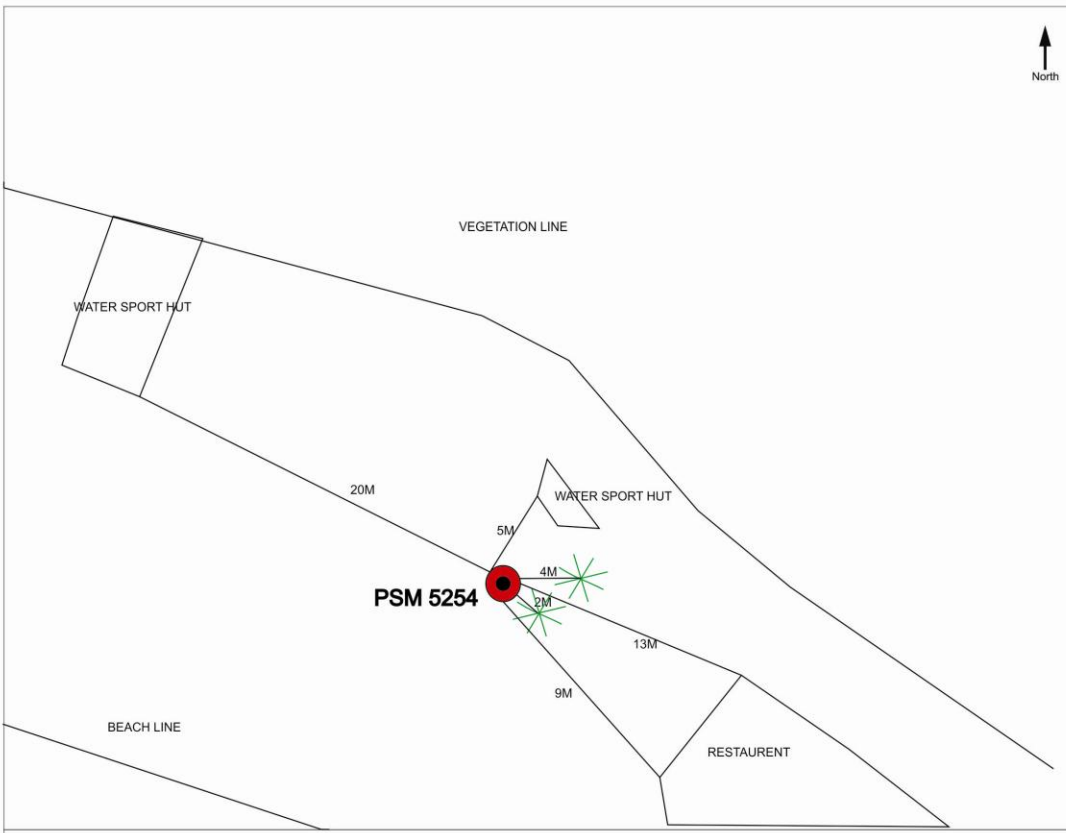 North
VEGETATION LINE
WATER SPORT HUT
20M
WATER SPORT HUT
5M
4M
PSM 5254
2M
13M
9M
BEACH LINE
RESTAURENT